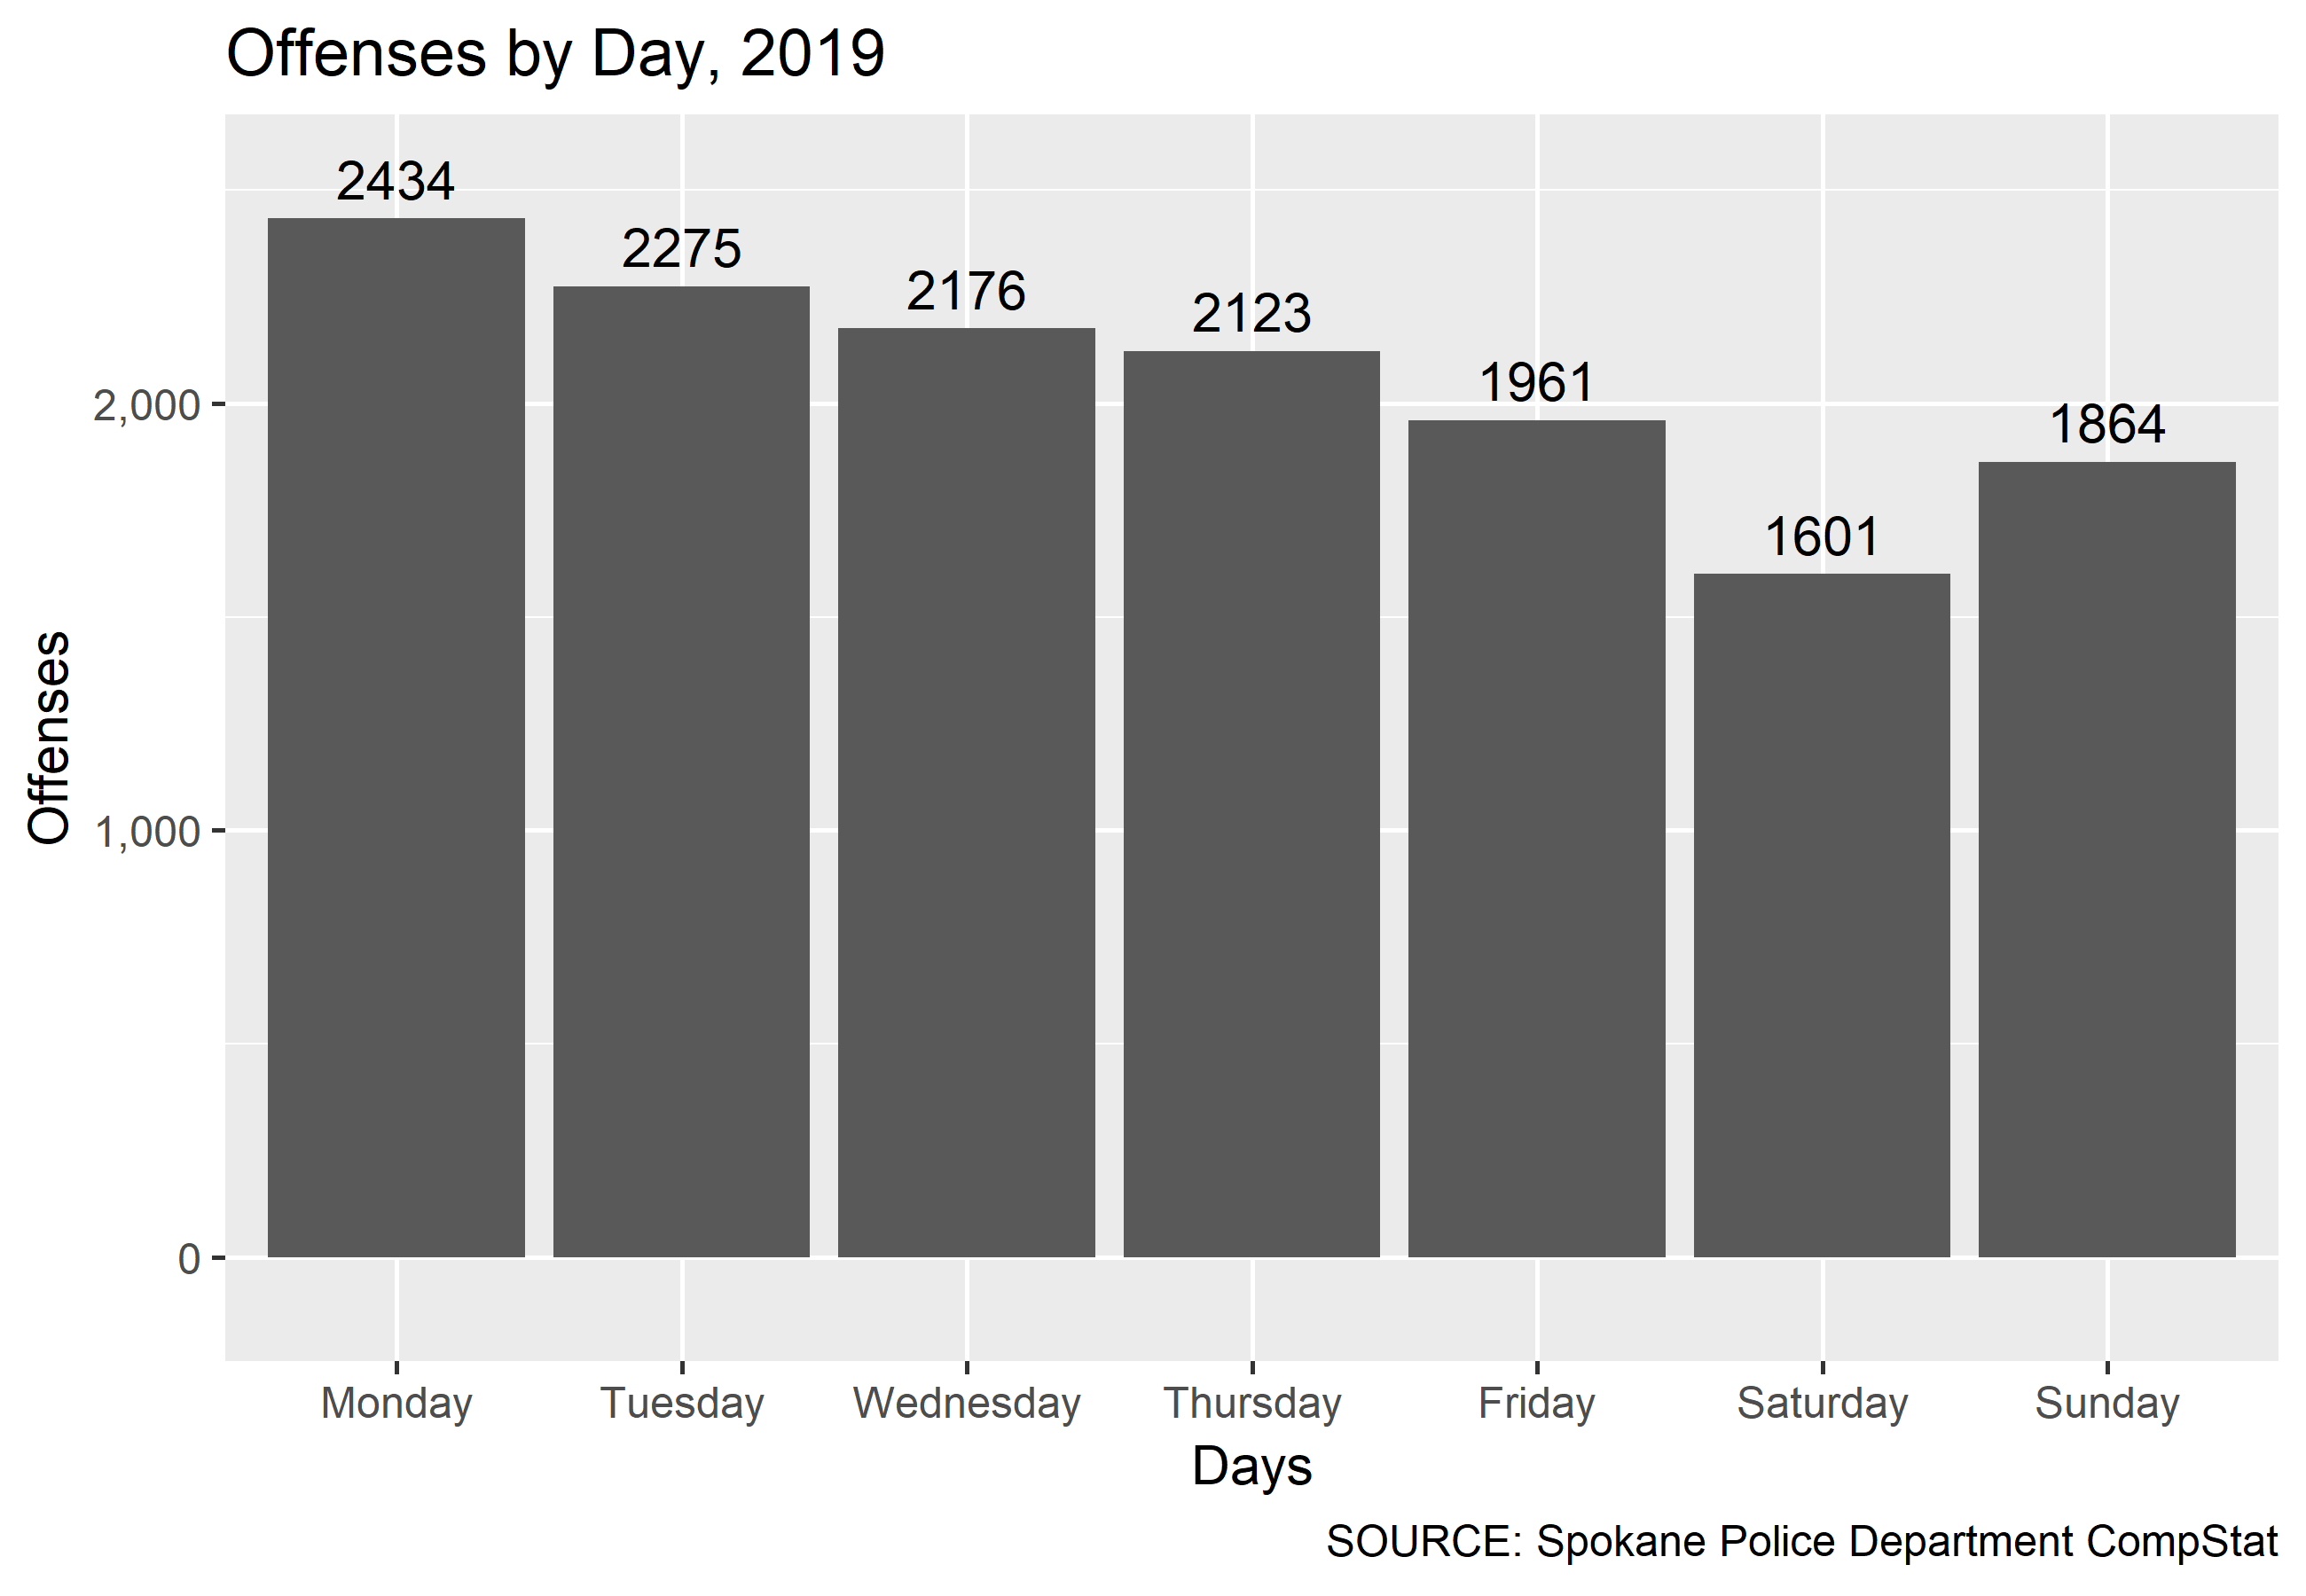 Offenses by Day, 2019
2434
2275
2176
2123
1961
1601
1864
2,000
1,000
0
Offenses
Monday Tuesday Wednesday Thursday Friday Saturday Sunday
Days
SOURCE: Spokane Police Department CompStat